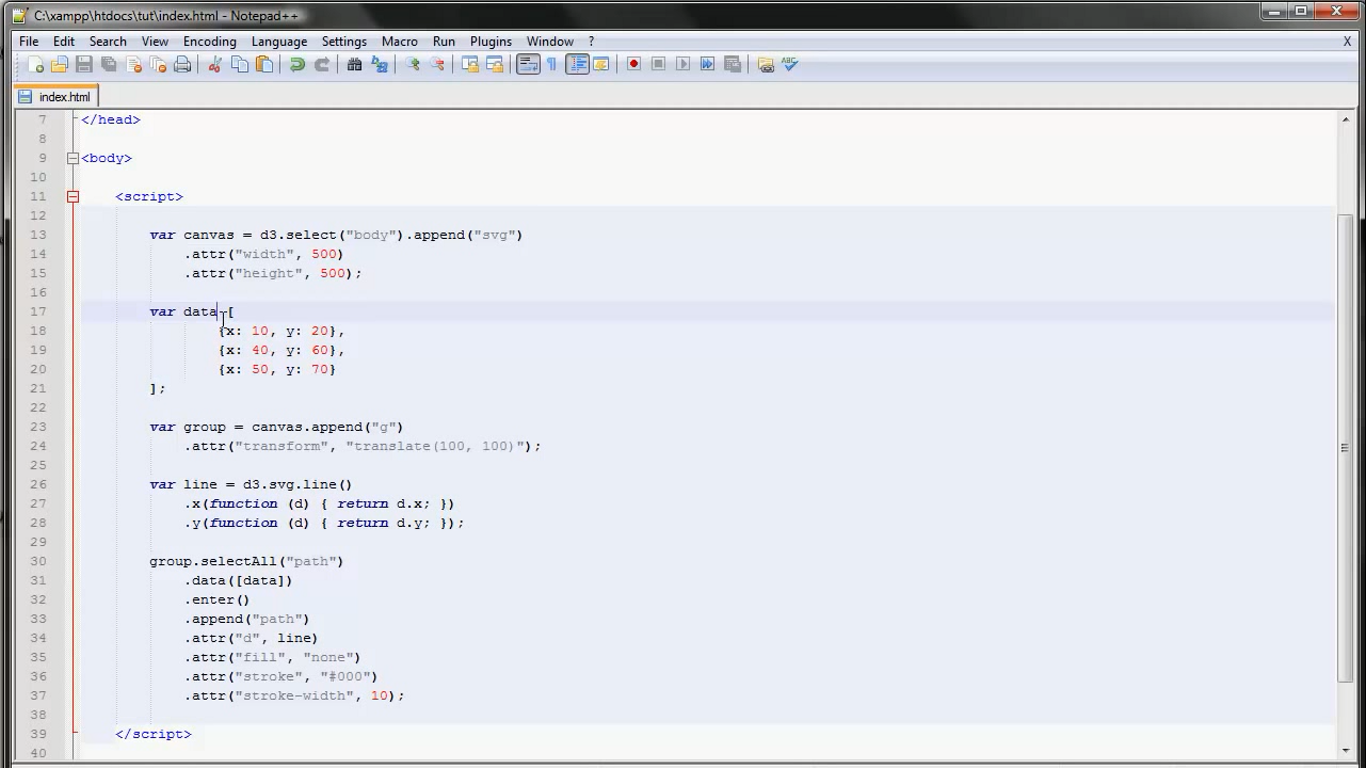 C:\xampp\htdocs\tut\index.html - Notepad++
File Edit Search View Encoding Language Settings Macro Run Plugins Window ? X
index.html
7 </head>
8
9 <body>
10
11 <script>
12
13 var canvas = d3.select("body").append("svg")
14 .attr("width", 500)
15 .attr("height", 500);
16
17 var data [
18 {x: 10, y: 20},
19 {x: 40, y: 60},
20 {x: 50, y: 70}
21 ];
22
23 var group = canvas.append("g")
24 .attr("transform", "translate(100, 100)");
25
26 var line = d3.svg.line()
27 .x(function (d) { return d.x; })
28 .y(function (d) { return d.y; });
29
30 group.selectAll("path")
31 .data([data])
32 .enter()
33 .append("path")
34 .attr("d", line)
35 .attr("fill", "none")
36 .attr("stroke", "#000")
37 .attr("stroke-width", 10);
38
39 </script>
40